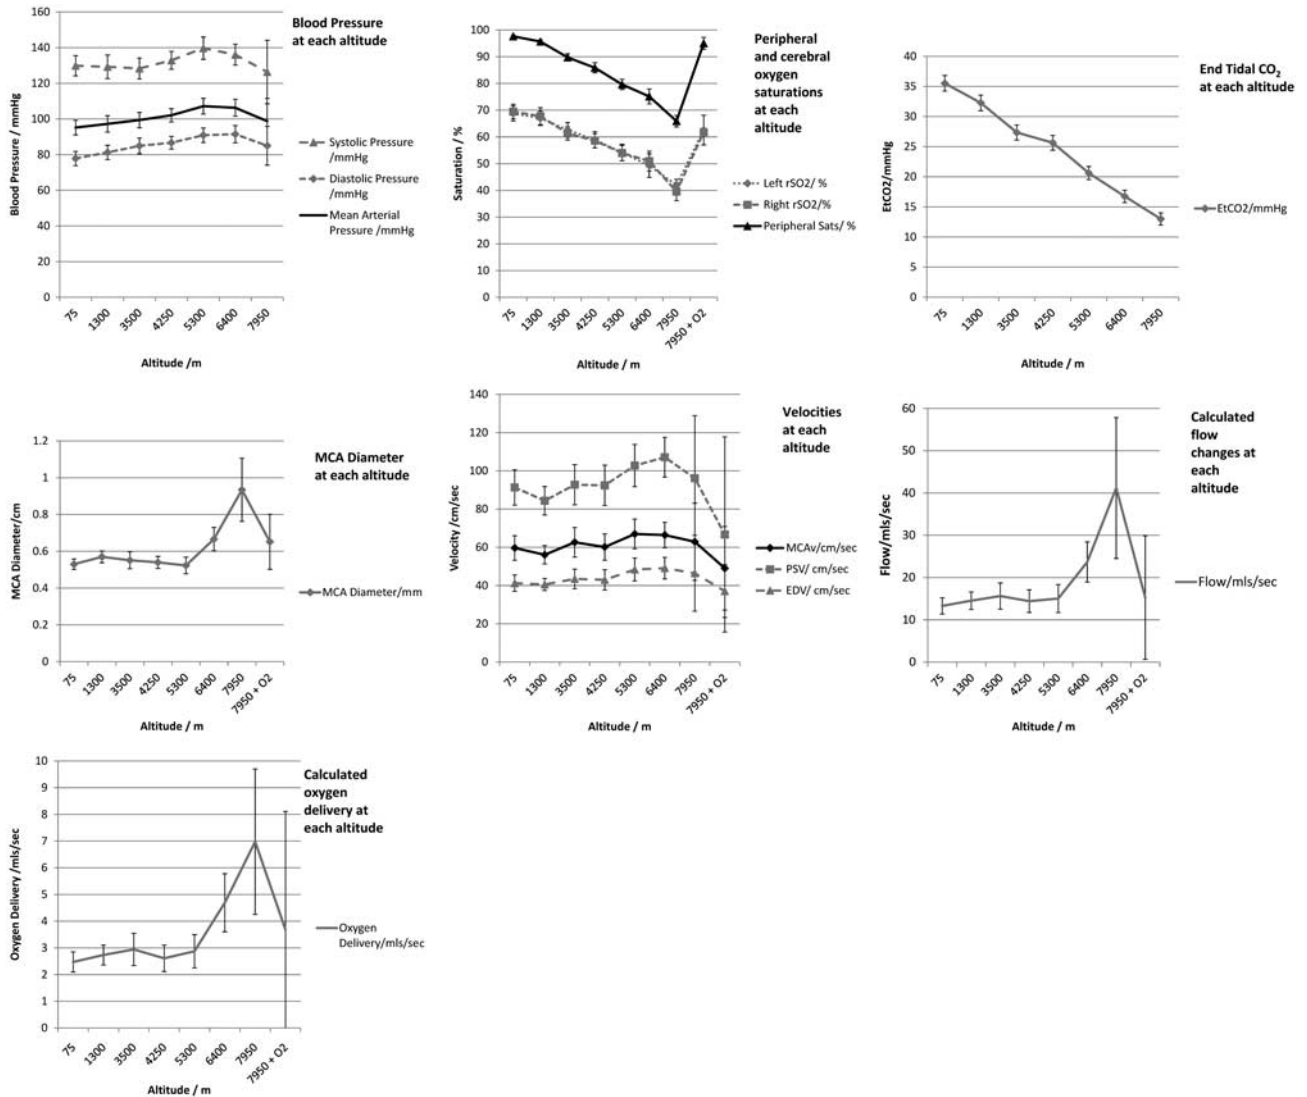 Blood Pressure
at each altitude
Blood Pressure / mmHg
160
140
120
100
80
60
40
20
0
75
1300
3500
4250
5300
6400
7950
Altitude /m
Systolic Pressure
/mmHg
Diastolic Pressure
/mmHg
Mean Arterial
Pressure /mmHg
Peripheral
and cerebral
oxygen
saturations
at each
altitude
Saturation / %
100
90
80
70
60
50
40
30
20
10
0
75
1300
3500
4250
5300
6400
7950
7950 + O2
Altitude / m
Left rSO2/ %
Right rSO2/%
Peripheral Sats/ %
End Tidal CO2
at each altitude
EtCO2/mmHg
40
35
30
25
20
15
10
5
0
75
1300
3500
4250
5300
6400
7950
Altitude / m
EtCO2/mmHg
MCA Diameter
at each altitude
MCA Diameter/cm
1.2
1
0.8
0.6
0.4
0.2
0
75
1300
3500
4250
5300
6400
7950
7950 + O2
Altitude / m
MCA Diameter/mm
Velocities
at each
altitude
Velocity /cm/sec
140
120
100
80
60
40
20
0
75
1300
3500
4250
5300
6400
7950
7950 + O2
Altitude / m
MCAv/cm/sec
PSV/ cm/sec
EDV/ cm/sec
Calculated
flow
changes at
each
altitude
Flow/mls/sec
60
50
40
30
20
10
0
75
1300
3500
4250
5300
6400
7950
7950 + O2
Altitude / m
Flow/mls/sec
Calculated
oxygen
delivery at
each altitude
Oxygen Delivery /mls/sec
10
9
8
7
6
5
4
3
2
1
0
75
1300
3500
4250
5300
6400
7950
7950 + O2
Altitude / m
Oxygen
Delivery/mls/sec